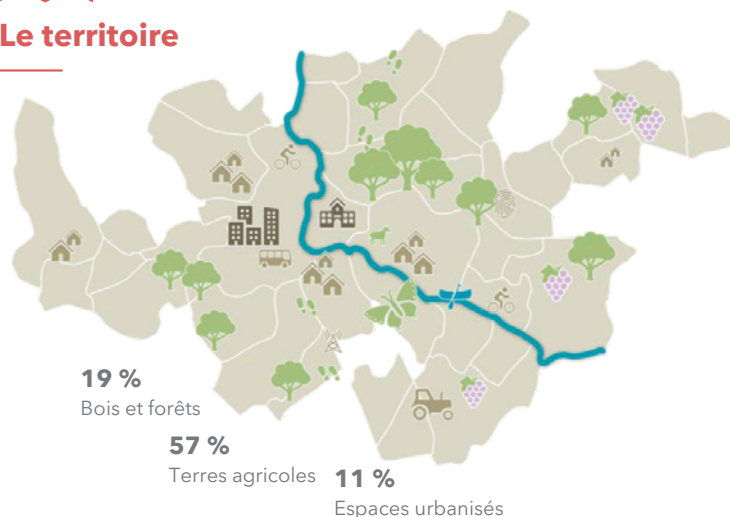 Le territoire
19 %
Bois et forêts
57 %
Terres agricoles
11 %
Espaces urbanisés